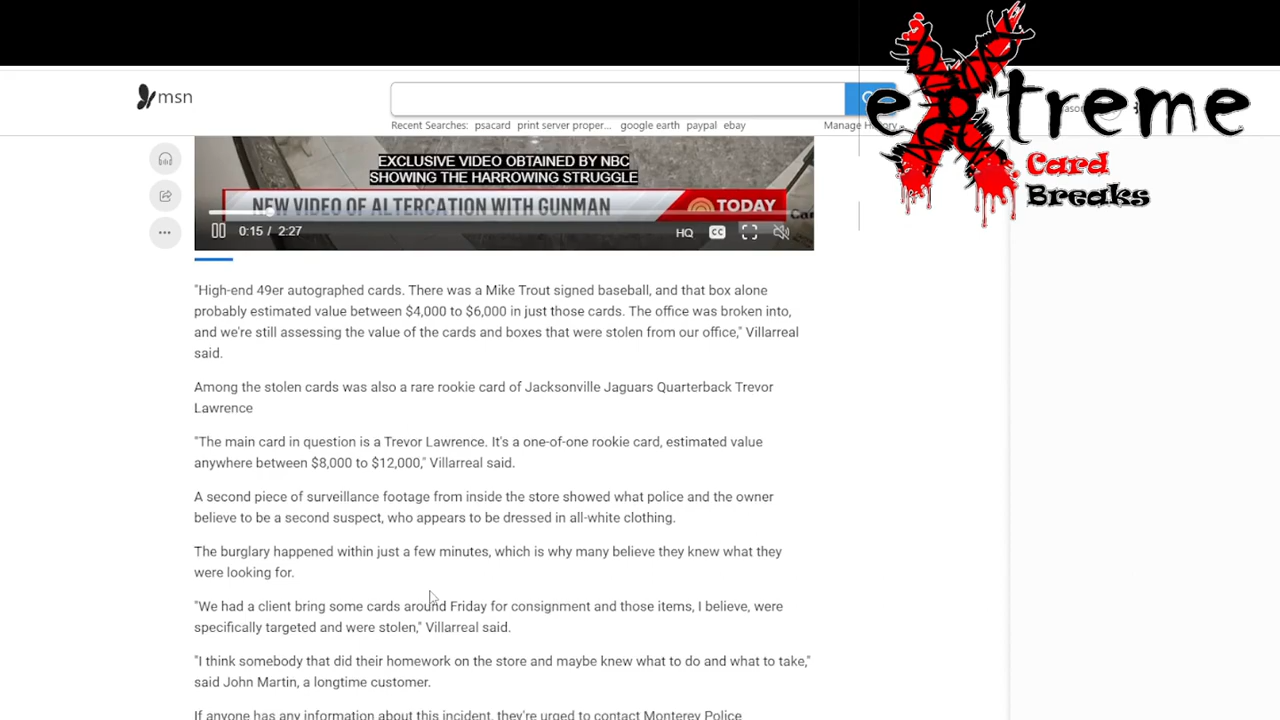 msn
Recent Searches: psacard print server proper... google earth paypal ebay Manage History
extreme
Card
Breaks
EXCLUSIVE VIDEO OBTAINED BY NBC
SHOWING THE HARROWING STRUGGLE
NEW VIDEO OF ALTERCATION WITH GUNMAN TODAY
0:15 / 2:27 HQ CC
"High-end 49er autographed cards. There was a Mike Trout signed baseball, and that box alone
probably estimated value between $4,000 to $6,000 in just those cards. The office was broken into,
and we're still assessing the value of the cards and boxes that were stolen from our office," Villarreal
said.
Among the stolen cards was also a rare rookie card of Jacksonville Jaguars Quarterback Trevor
Lawrence
"The main card in question is a Trevor Lawrence. It's a one-of-one rookie card, estimated value
anywhere between $8,000 to $12,000," Villarreal said.
A second piece of surveillance footage from inside the store showed what police and the owner
believe to be a second suspect, who appears to be dressed in all-white clothing.
The burglary happened within just a few minutes, which is why many believe they knew what they
were looking for.
"We had a client bring some cards around Friday for consignment and those items, I believe, were
specifically targeted and were stolen," Villarreal said.
"I think somebody that did their homework on the store and maybe knew what to do and what to take,"
said John Martin, a longtime customer.
If anyone has any information about this incident, they're urged to contact Monterey Police